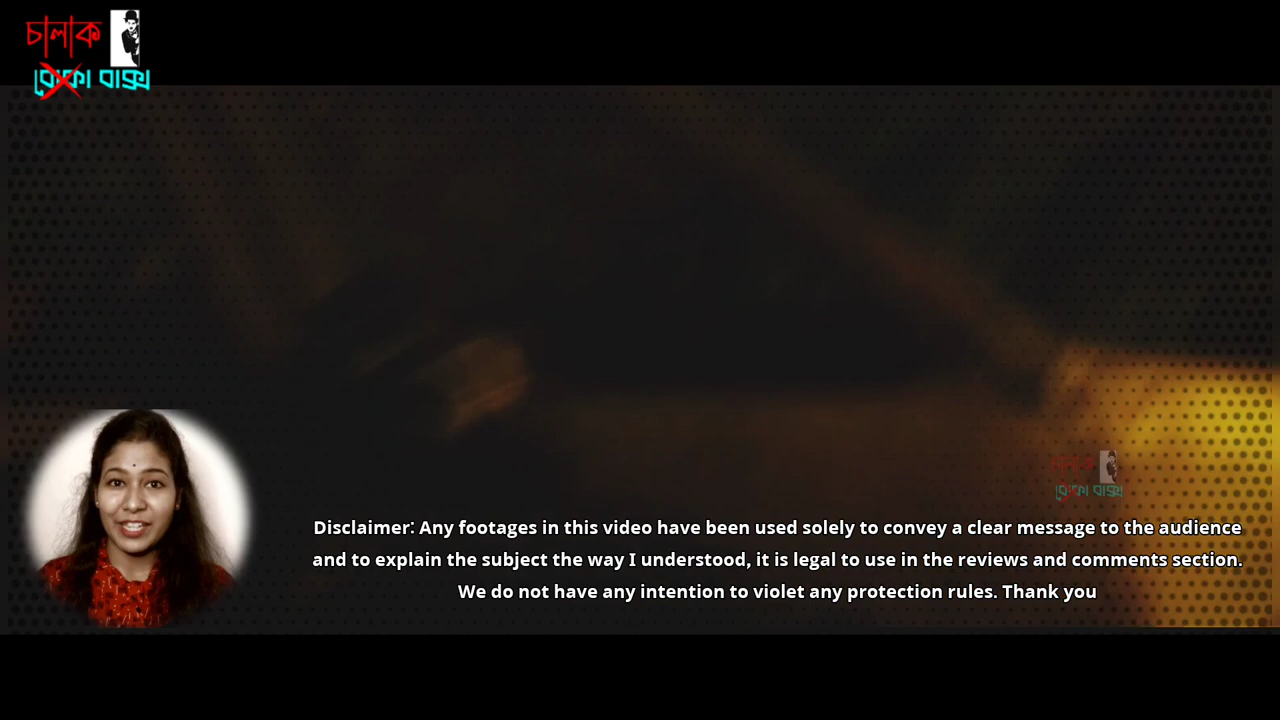 চালাক
বোকা বাক্স
চালাক
বোকা বাক্স
Disclaimer: Any footages in this video have been used solely to convey a clear message to the audience
and to explain the subject the way I understood, it is legal to use in the reviews and comments section.
We do not have any intention to violet any protection rules. Thank you